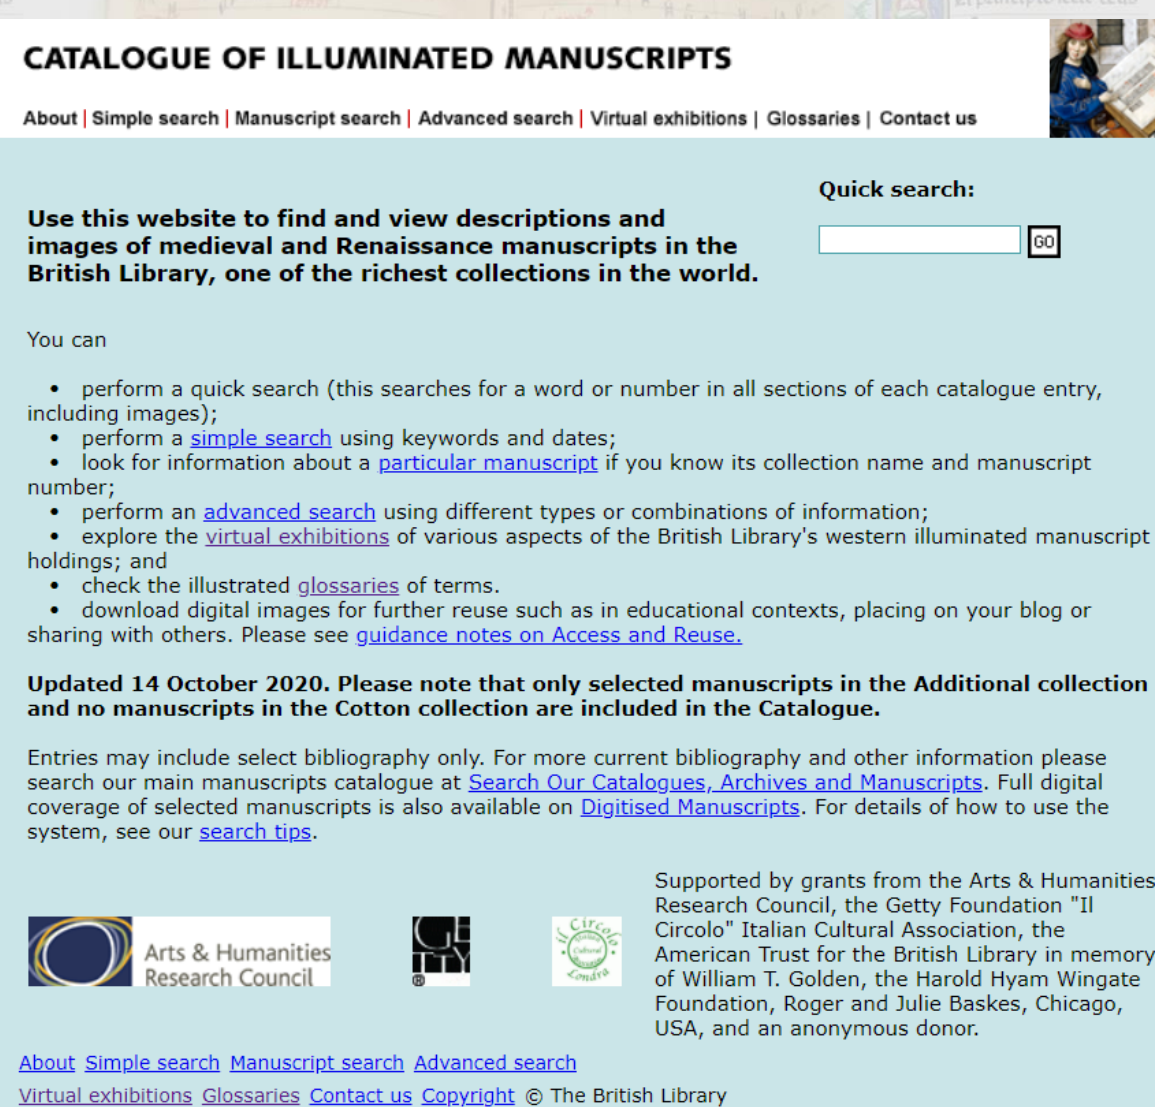 CATALOGUE OF ILLUMINATED MANUSCRIPTS
About | Simple search | Manuscript search | Advanced search | Virtual exhibitions | Glossaries | Contact us
Quick search:
GO
Use this website to find and view descriptions and
images of medieval and Renaissance manuscripts in the
British Library, one of the richest collections in the world.
You can
• perform a quick search (this searches for a word or number in all sections of each catalogue entry,
including images);
• perform a simple search using keywords and dates;
• look for information about a particular manuscript if you know its collection name and manuscript
number;
• perform an advanced search using different types or combinations of information;
• explore the virtual exhibitions of various aspects of the British Library's western illuminated manuscript
holdings; and
• check the illustrated glossaries of terms.
• download digital images for further reuse such as in educational contexts, placing on your blog or
sharing with others. Please see guidance notes on Access and Reuse.
Updated 14 October 2020. Please note that only selected manuscripts in the Additional collection
and no manuscripts in the Cotton collection are included in the Catalogue.
Entries may include select bibliography only. For more current bibliography and other information please
search our main manuscripts catalogue at Search Our Catalogues, Archives and Manuscripts. Full digital
coverage of selected manuscripts is also available on Digitised Manuscripts. For details of how to use the
system, see our search tips.
Arts & Humanities
Research Council
GE
TTY
®
il Circolo
Londra
Supported by grants from the Arts & Humanities
Research Council, the Getty Foundation "Il
Circolo" Italian Cultural Association, the
American Trust for the British Library in memory
of William T. Golden, the Harold Hyam Wingate
Foundation, Roger and Julie Baskes, Chicago,
USA, and an anonymous donor.
About Simple search Manuscript search Advanced search
Virtual exhibitions Glossaries Contact us Copyright © The British Library